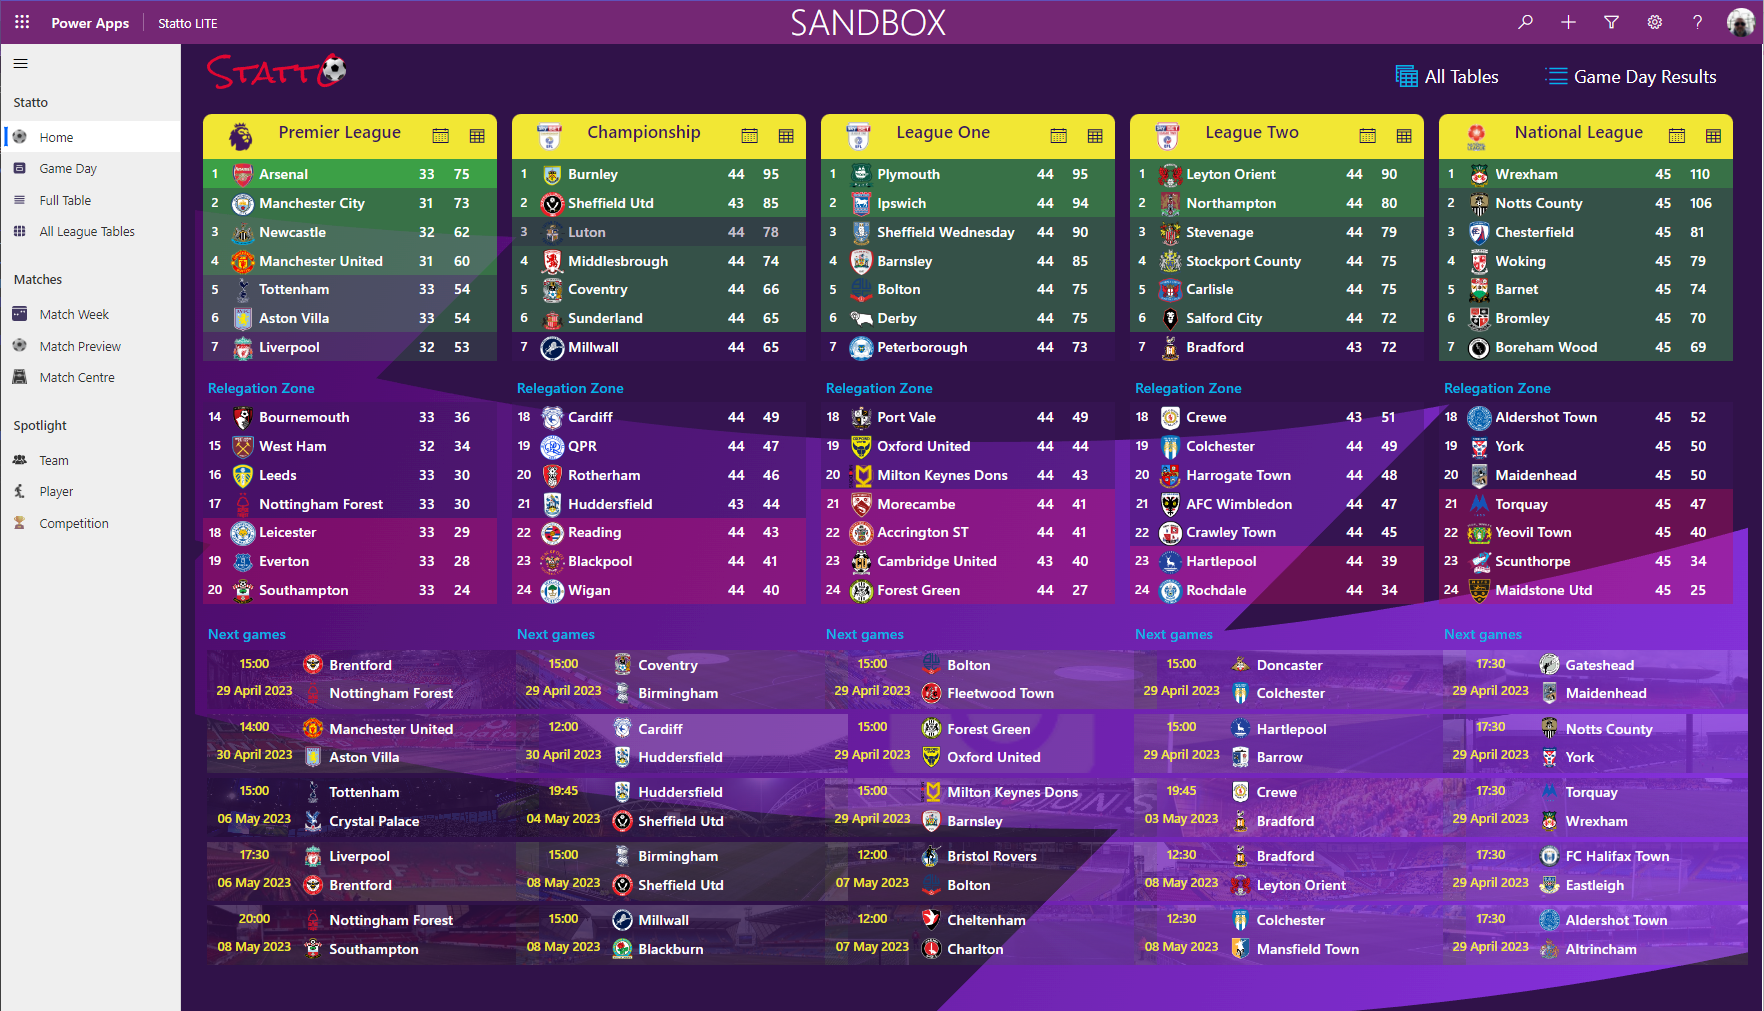 Power Apps
Statto LITE
SANDBOX
Statto
Home
Game Day
Full Table
All League Tables
Matches
Match Week
Match Preview
Match Centre
Spotlight
Team
Player
Competition
STATTO
All Tables
Game Day Results
Premier League
1 Arsenal 33 75
2 Manchester City 31 73
3 Newcastle 32 62
4 Manchester United 31 60
5 Tottenham 33 54
6 Aston Villa 33 54
7 Liverpool 32 53
Relegation Zone
14 Bournemouth 33 36
15 West Ham 32 34
16 Leeds 33 30
17 Nottingham Forest 33 30
18 Leicester 33 29
19 Everton 33 28
20 Southampton 33 24
Next games
15:00 Brentford
29 April 2023 Nottingham Forest
14:00 Manchester United
30 April 2023 Aston Villa
15:00 Tottenham
06 May 2023 Crystal Palace
17:30 Liverpool
06 May 2023 Brentford
20:00 Nottingham Forest
08 May 2023 Southampton
Championship
1 Burnley 44 95
2 Sheffield Utd 43 85
3 Luton 44 78
4 Middlesbrough 44 74
5 Coventry 44 66
6 Sunderland 44 65
7 Millwall 44 65
Relegation Zone
18 Cardiff 44 49
19 QPR 44 47
20 Rotherham 44 46
21 Huddersfield 43 44
22 Reading 44 43
23 Blackpool 44 41
24 Wigan 44 40
Next games
15:00 Coventry
29 April 2023 Birmingham
12:00 Cardiff
30 April 2023 Huddersfield
19:45 Huddersfield
04 May 2023 Sheffield Utd
15:00 Birmingham
08 May 2023 Sheffield Utd
15:00 Millwall
08 May 2023 Blackburn
League One
1 Plymouth 44 95
2 Ipswich 44 94
3 Sheffield Wednesday 44 90
4 Barnsley 44 85
5 Bolton 44 75
6 Derby 44 75
7 Peterborough 44 73
Relegation Zone
18 Port Vale 44 49
19 Oxford United 44 44
20 Milton Keynes Dons 44 43
21 Morecambe 44 41
22 Accrington ST 44 41
23 Cambridge United 43 40
24 Forest Green 44 27
Next games
15:00 Bolton
29 April 2023 Fleetwood Town
15:00 Forest Green
29 April 2023 Oxford United
15:00 Milton Keynes Dons
29 April 2023 Barnsley
12:00 Bristol Rovers
07 May 2023 Bolton
12:00 Cheltenham
07 May 2023 Charlton
League Two
1 Leyton Orient 44 90
2 Northampton 44 80
3 Stevenage 44 79
4 Stockport County 44 75
5 Carlisle 44 75
6 Salford City 44 72
7 Bradford 43 72
Relegation Zone
18 Crewe 43 51
19 Colchester 44 49
20 Harrogate Town 44 48
21 AFC Wimbledon 44 47
22 Crawley Town 44 45
23 Hartlepool 44 39
24 Rochdale 44 34
Next games
15:00 Doncaster
29 April 2023 Colchester
15:00 Hartlepool
29 April 2023 Barrow
19:45 Crewe
03 May 2023 Bradford
12:30 Bradford
08 May 2023 Leyton Orient
12:30 Colchester
08 May 2023 Mansfield Town
National League
1 Wrexham 45 110
2 Notts County 45 106
3 Chesterfield 45 81
4 Woking 45 79
5 Barnet 45 74
6 Bromley 45 70
7 Boreham Wood 45 69
Relegation Zone
18 Aldershot Town 45 52
19 York 45 50
20 Maidenhead 45 50
21 Torquay 45 47
22 Yeovil Town 45 40
23 Scunthorpe 45 34
24 Maidstone Utd 45 25
Next games
17:30 Gateshead
29 April 2023 Maidenhead
17:30 Notts County
29 April 2023 York
17:30 Torquay
29 April 2023 Wrexham
17:30 FC Halifax Town
29 April 2023 Eastleigh
17:30 Aldershot Town
29 April 2023 Altrincham